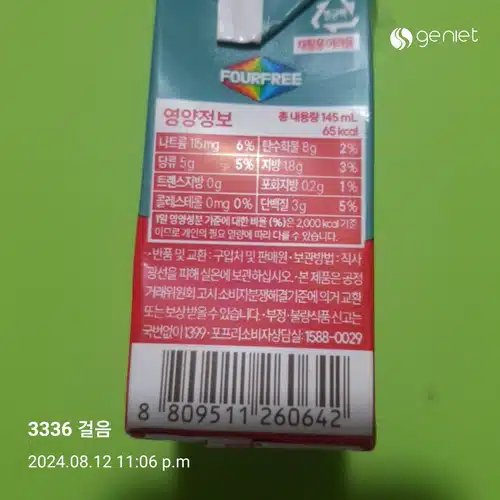 geniet
재활용 어려움
FOURFREE
영양정보
총 내용량 145 mL
65 kcal
나트륨 115mg 6% 탄수화물 8g 2%
당류 5g 5% 지방 1.8g 3%
트랜스지방 0g 포화지방 0.2g 1%
콜레스테롤 0mg 0% 단백질 3g 5%
1일 영양성분 기준치에 대한 비율 (%)은 2,000 kcal 기준
이므로 개인의 필요 열량에 따라 다를 수 있습니다.
·반품 및 교환 : 구입처 및 판매원 ·보관방법 : 직사
광선을 피해 실온에 보관하십시오. ·본 제품은 공정
거래위원회 고시 소비자분쟁해결기준에 의거 교환
또는 보상 받을 수 있습니다. ·부정·불량식품 신고는
국번없이 1399 ·포프리소비자상담실: 1588-0029
8 809511 260642
3336 걸음
2024.08.12 11:06 p.m